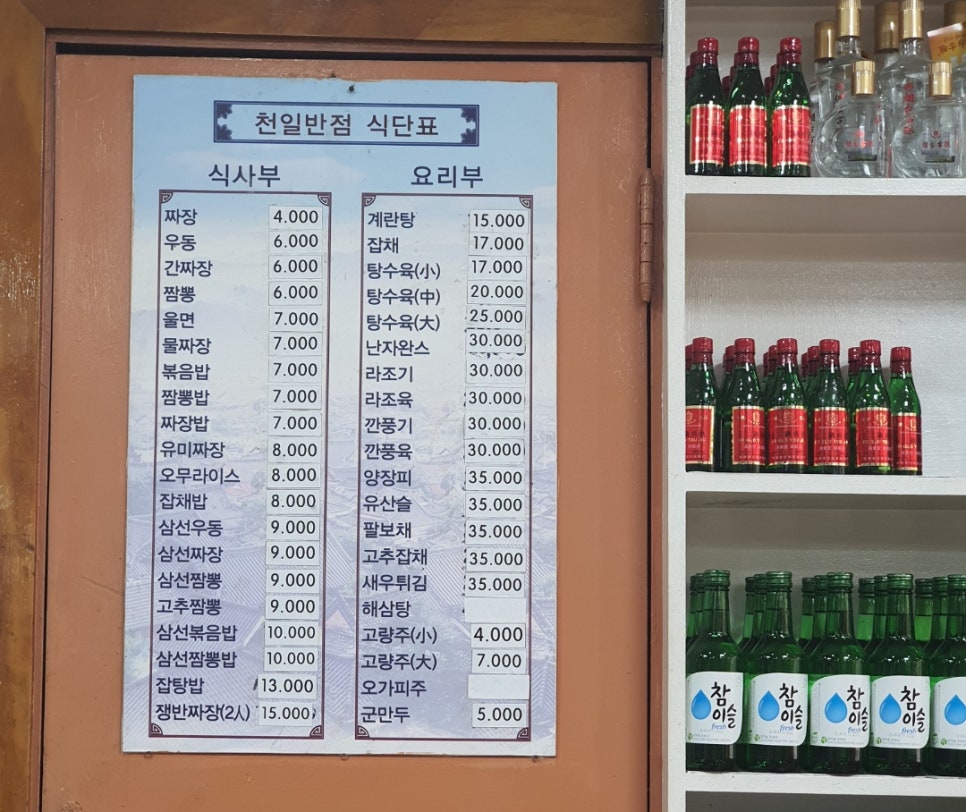 천일반점 식단표
식사부
짜장 4.000
우동 6.000
간짜장 6.000
짬뽕 6.000
울면 7.000
물짜장 7.000
볶음밥 7.000
짬뽕밥 7.000
짜장밥 7.000
유미짜장 8.000
오무라이스 8.000
잡채밥 8.000
삼선우동 9.000
삼선짜장 9.000
삼선짬뽕 9.000
고추짬뽕 9.000
삼선볶음밥 10.000
삼선짬뽕밥 10.000
잡탕밥 13.000
쟁반짜장(2人) 15.000
요리부
계란탕 15.000
잡채 17.000
탕수육(小) 17.000
탕수육(中) 20.000
탕수육(大) 25.000
난자완스 30.000
라조기 30.000
라조육 30.000
깐풍기 30.000
깐풍육 30.000
양장피 35.000
유산슬 35.000
팔보채 35.000
고추잡채 35.000
새우튀김 35.000
해삼탕
고량주(小) 4.000
고량주(大) 7.000
오가피주
군만두 5.000
참이슬
fresh
참이슬
fresh
참이슬
fresh
참이슬
fresh